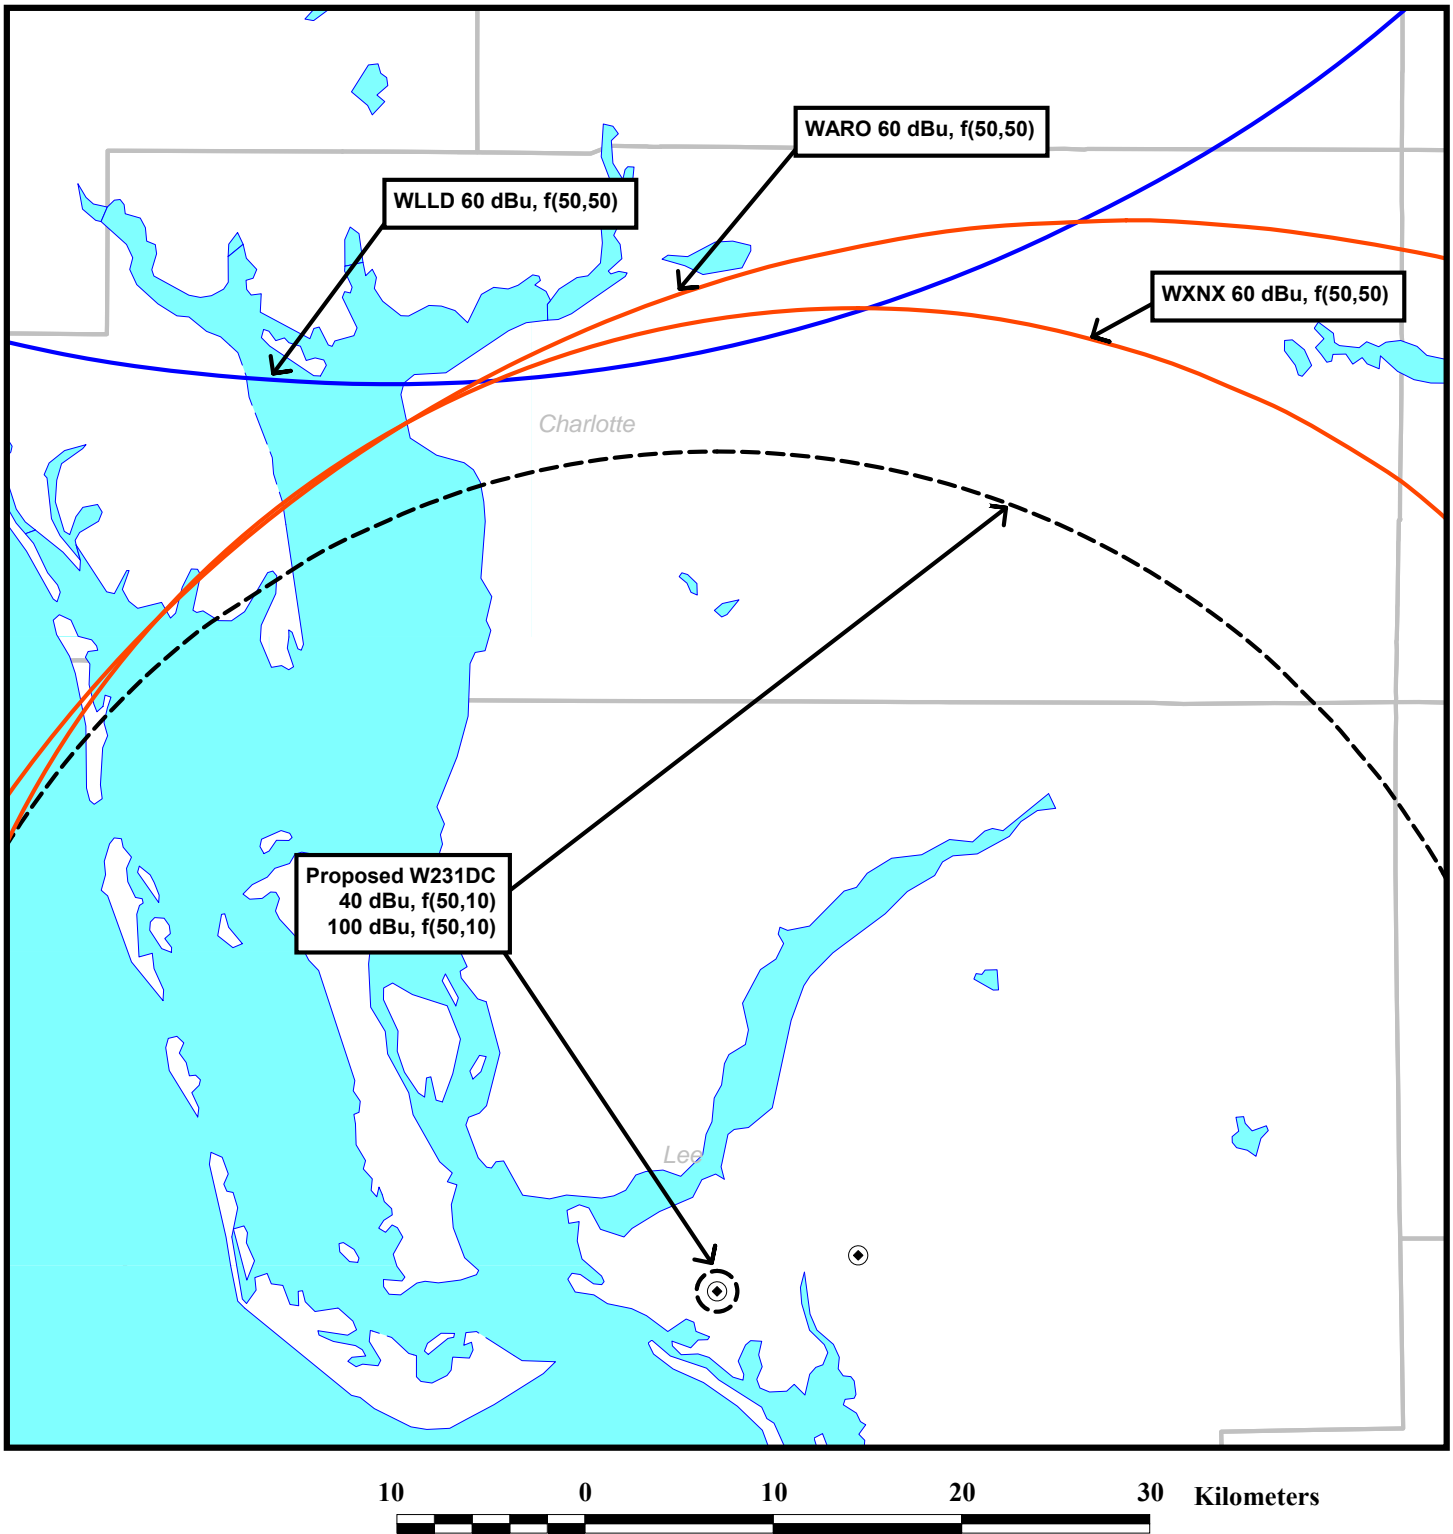 WARO 60 dBu, f(50,50)
WLLD 60 dBu, f(50,50)
WXNX 60 dBu, f(50,50)
Charlotte
Proposed W231DC
40 dBu, f(50,10)
100 dBu, f(50,10)
Lee
10 0 10 20 30 Kilometers